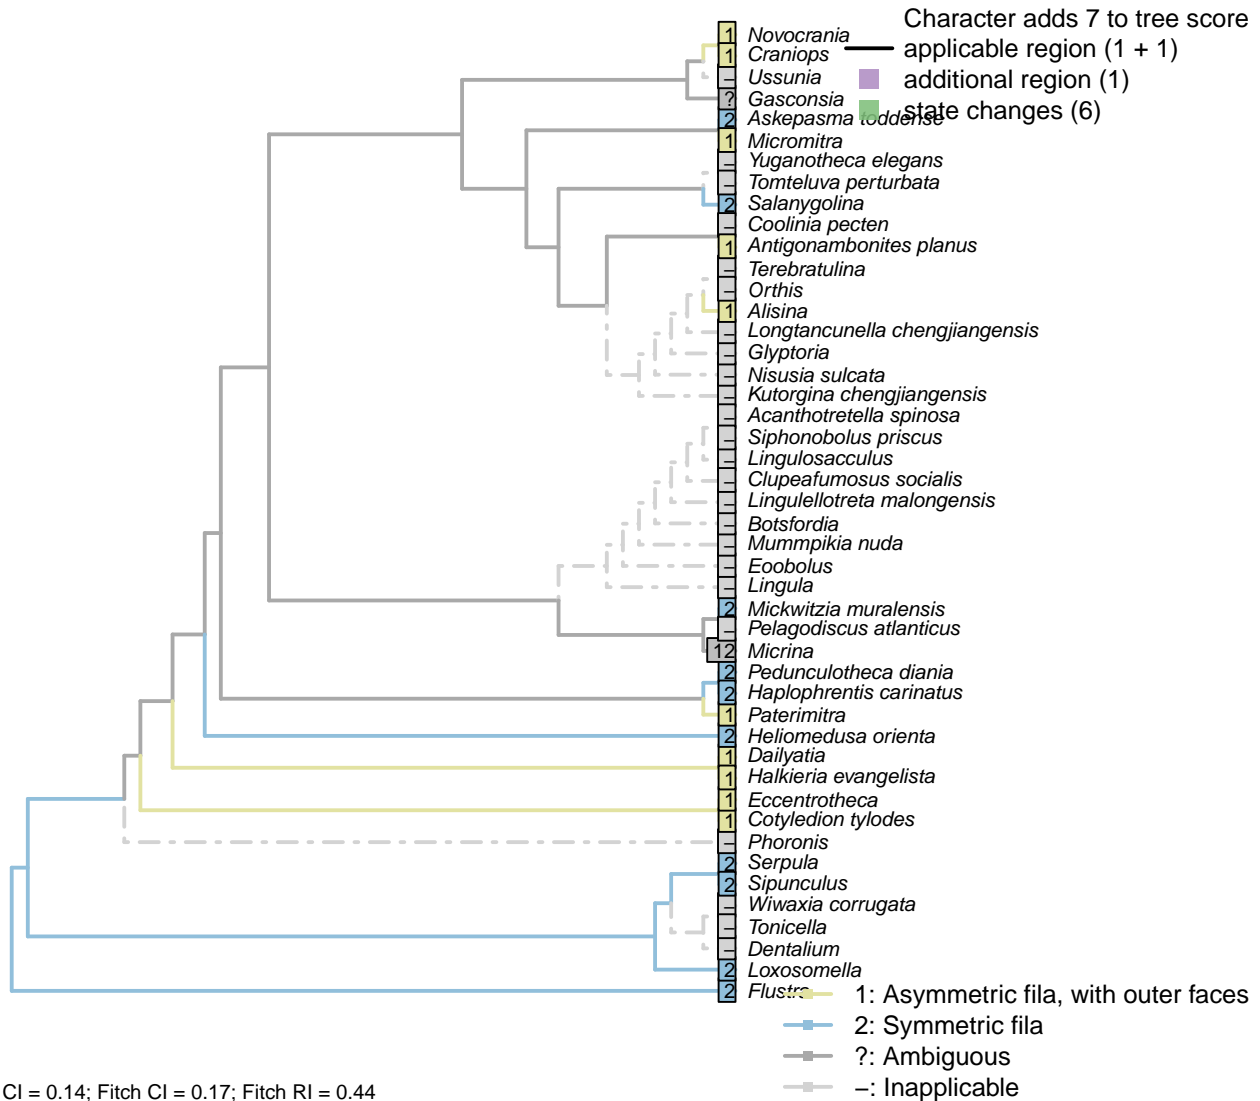 Character adds 7 to tree score
applicable region (1 + 1)
additional region (1)
state changes (6)
1 Novocrania
1 Craniops
– Ussunia
? Gasconsia
2 Askepasma toddense
1 Micromitra
– Yuganotheca elegans
– Tomteluva perturbata
2 Salanygolina
– Coolinia pecten
1 Antigonambonites planus
– Terebratulina
– Orthis
1 Alisina
– Longtancunella chengjiangensis
– Glyptoria
– Nisusia sulcata
– Kutorgina chengjiangensis
– Acanthotretella spinosa
– Siphonobolus priscus
– Lingulosacculus
– Clupeafumosus socialis
– Lingulellotreta malongensis
– Botsfordia
– Mummpikia nuda
– Eoobolus
– Lingula
2 Mickwitzia muralensis
– Pelagodiscus atlanticus
12 Micrina
2 Pedunculotheca diania
2 Haplophrentis carinatus
1 Paterimitra
2 Heliomedusa orienta
1 Dailyatia
1 Halkieria evangelista
1 Eccentrotheca
1 Cotyledion tylodes
– Phoronis
2 Serpula
2 Sipunculus
– Wiwaxia corrugata
– Tonicella
– Dentalium
2 Loxosomella
2 Flustra
1: Asymmetric fila, with outer faces
2: Symmetric fila
?: Ambiguous
–: Inapplicable
CI = 0.14; Fitch CI = 0.17; Fitch RI = 0.44